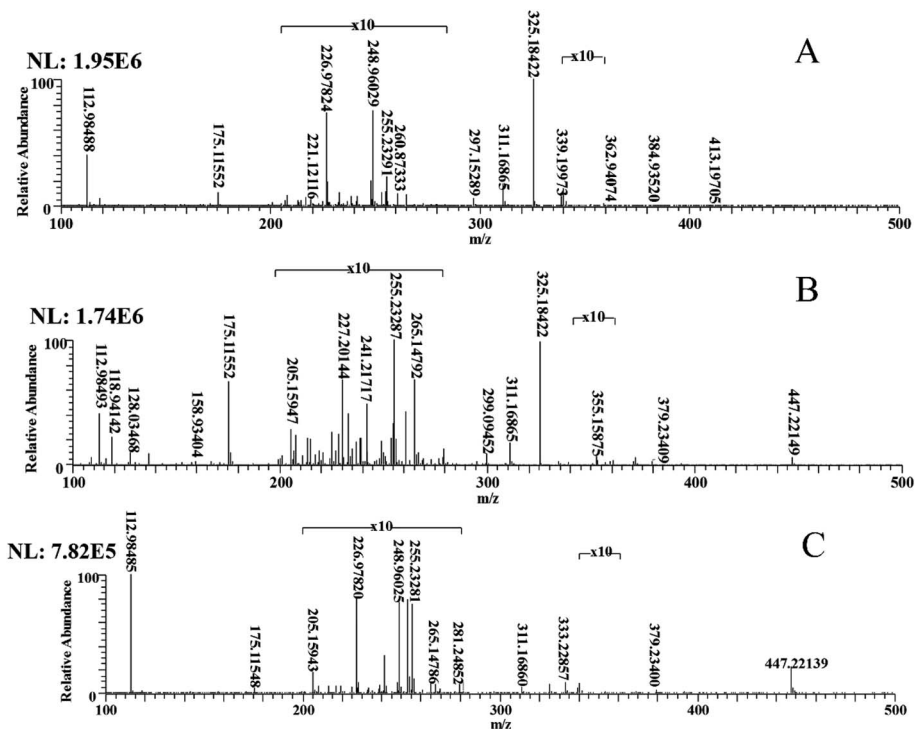 x10
A
NL: 1.95E6
x10
100
Relative Abundance
0
112.98488
175.11552
221.12116
226.97824
248.96029
255.23291
260.87333
297.15289
311.16865
325.18422
339.19973
362.94074
384.93520
413.19705
100 200 300 400 500
m/z
x10
B
NL: 1.74E6
x10
100
Relative Abundance
0
112.98493
118.94142
128.03468
158.93404
175.11552
205.15947
227.20144
241.21717
255.23287
265.14792
299.09452
311.16865
325.18422
355.15875
379.23409
447.22149
100 200 300 400 500
m/z
x10
C
NL: 7.82E5
x10
100
Relative Abundance
0
112.98485
175.11548
205.15943
226.97820
248.96025
255.23281
265.14786
281.24852
311.16860
333.22857
379.23400
447.22139
100 200 300 400 500
m/z